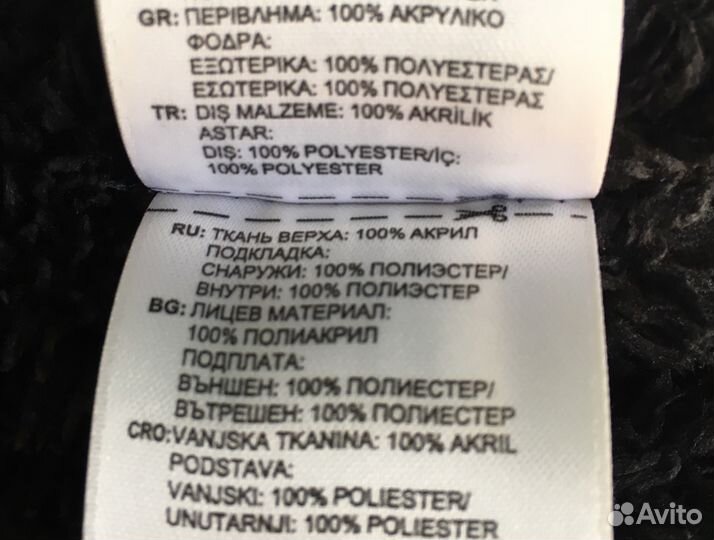 GR: ΠΕΡΙΒΛΗΜΑ: 100% ΑΚΡΥΛΙΚΟ
ΦΟΔΡΑ:
ΕΞΩΤΕΡΙΚΑ: 100% ΠΟΛΥΕΣΤΕΡΑΣ/
ΕΣΩΤΕΡΙΚΑ: 100% ΠΟΛΥΕΣΤΕΡΑΣ
TR: DIŞ MALZEME: 100% AKRİLİK
ASTAR:
DIŞ: 100% POLYESTER/İÇ:
100% POLYESTER
RU: ТКАНЬ ВЕРХА: 100% АКРИЛ
ПОДКЛАДКА:
СНАРУЖИ: 100% ПОЛИЭСТЕР/
ВНУТРИ: 100% ПОЛИЭСТЕР
BG: ЛИЦЕВ МАТЕРИАЛ:
100% ПОЛИАКРИЛ
ПОДПЛАТА:
ВЪНШЕН: 100% ПОЛИЕСТЕР/
ВЪТРЕШЕН: 100% ПОЛИЕСТЕР
CRO: VANJSKA TKANINA: 100% AKRIL
PODSTAVA:
VANJSKI: 100% POLIESTER/
UNUTARNJI: 100% POLIESTER
Avito